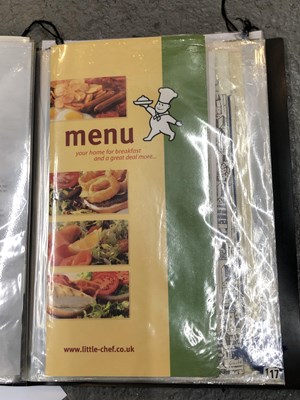 menu
your home for breakfast
and a great deal more...
www.little-chef.co.uk
17